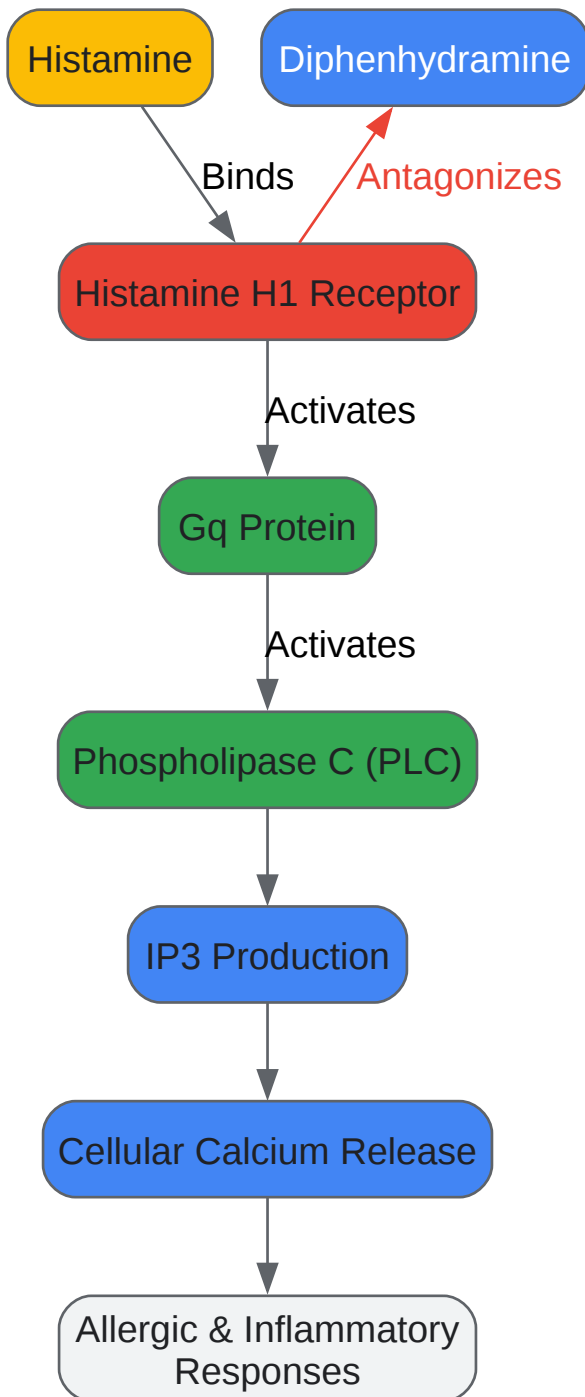 Histamine
Diphenhydramine
Binds
Antagonizes
Histamine H1 Receptor
Activates
Gq Protein
Activates
Phospholipase C (PLC)
IP3 Production
Cellular Calcium Release
Allergic & Inflammatory
Responses